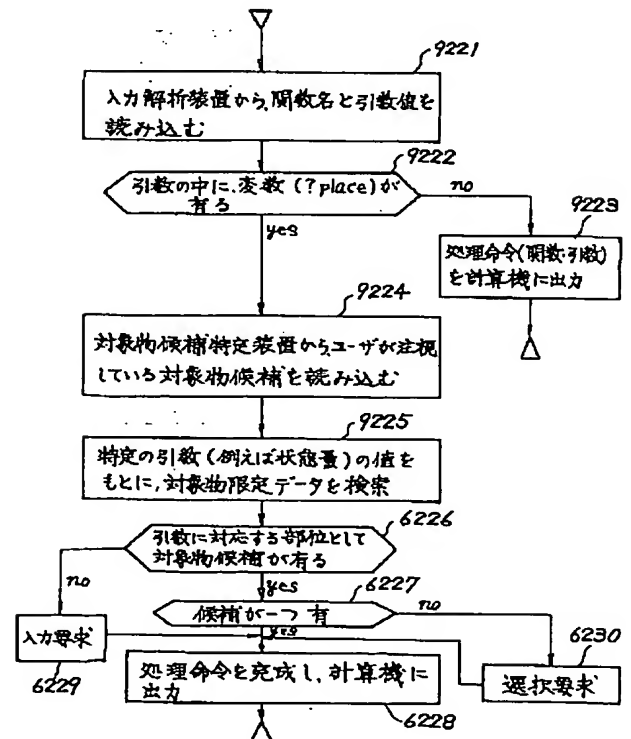 9221
入力解析装置から、関数名と引数値を
読み込む
9222
引数の中に、変数(?place)が
有る
no
yes
9223
処理命令(関数・引数)
を計算機に出力
9224
対象物候補特定装置から、ユーザが注視
している対象物候補を読み込む
9225
特定の引数(例えば状態量)の値を
もとに、対象物限定データを検索
6226
引数に対応する部位として
対象物候補が有る
no
yes
6227
候補が一つ有
no
yes
入力要求
6229
6230
選択要求
処理命令を完成し、計算機に
出力
6228